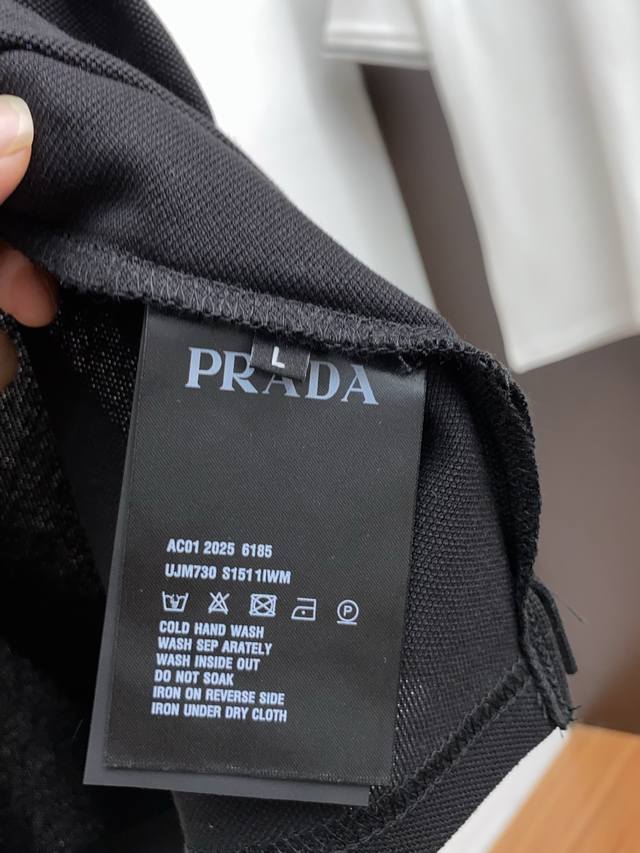 L
PRADA
AC01 2025 6185
UJM730 S1511IWM
P
COLD HAND WASH
WASH SEP ARATELY
WASH INSIDE OUT
DO NOT SOAK
IRON ON REVERSE SIDE
IRON UNDER DRY CLOTH